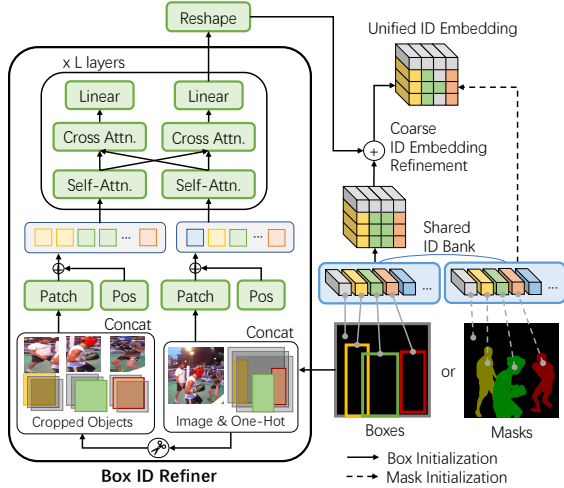 Reshape
Unified ID Embedding
x L layers
Linear
Linear
Cross Attn.
Cross Attn.
Coarse
ID Embedding
Refinement
Self-Attn.
Self-Attn.
Shared
ID Bank
...
...
...
...
Patch
Pos
Patch
Pos
Concat
Concat
or
Cropped Objects
Image & One-Hot
Boxes
Masks
Box ID Refiner
Box Initialization
Mask Initialization